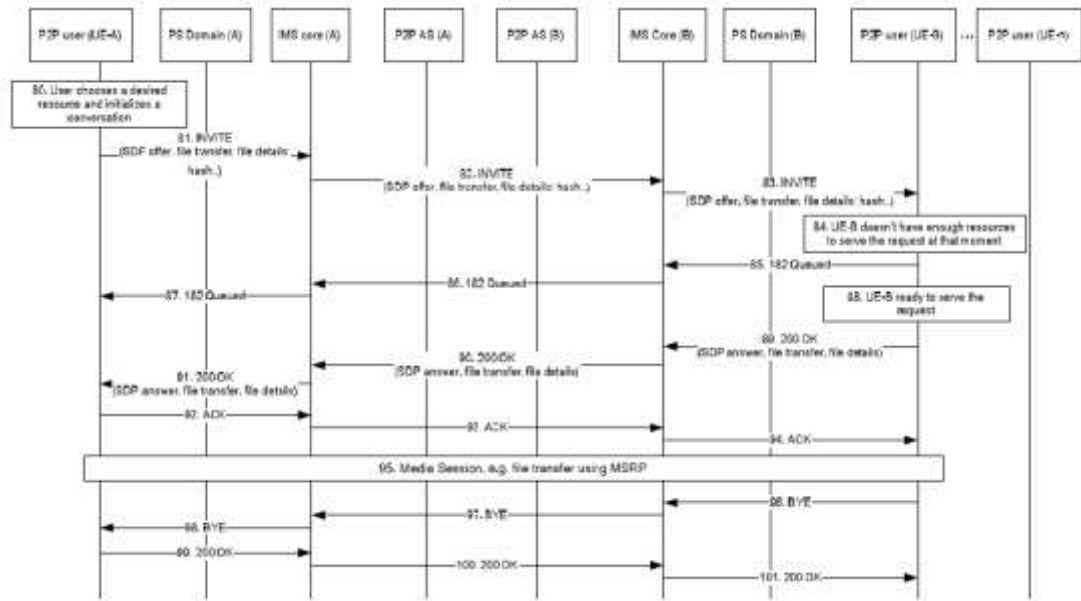 P2P user (UE-A)
PS Domain (A)
IMS core (A)
P2P AS (A)
P2P AS (B)
IMS Core (B)
PS Domain (B)
P2P user (UE-B)
...
P2P user (UE-n)
80. User chooses a desired
resource and initializes a
conversation
81. INVITE
(SDP offer, file transfer, file details:
hash..)
82. INVITE
(SDP offer, file transfer, file details: hash..)
83. INVITE
(SDP offer, file transfer, file details: hash..)
84. UE-B doesn't have enough resources
to serve the request at that moment
85. 182 Queued
86. 182 Queued
87. 182 Queued
88. UE-B ready to serve the
request
89. 200 OK
(SDP answer, file transfer, file details)
90. 200 OK
(SDP answer, file transfer, file details)
91. 200 OK
(SDP answer, file transfer, file details)
92. ACK
93. ACK
94. ACK
95. Media Session, e.g. file transfer using MSRP
96. BYE
97. BYE
98. BYE
99. 200 OK
100. 200 OK
101. 200 OK